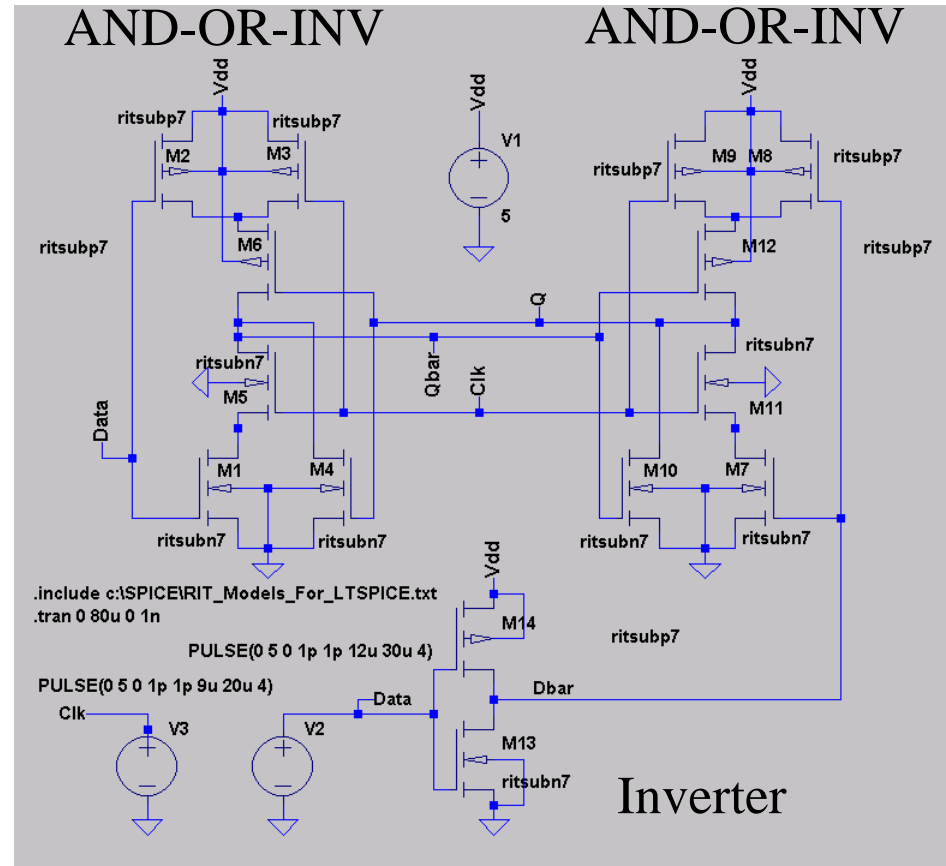 AND-OR-INV
AND-OR-INV
Vdd
Vdd
Vdd
ritsubp7
ritsubp7
M2
M3
V1
5
M9
M8
ritsubp7
ritsubp7
ritsubp7
M6
M12
ritsubp7
Q
ritsubn7
M5
Qbar
Clk
ritsubn7
M11
Data
M1
M4
M10
M7
ritsubn7
ritsubn7
ritsubn7
ritsubn7
.include c:\SPICE\RIT_Models_For_LTSPICE.txt
.tran 0 80u 0 1n
Vdd
M14
ritsubp7
PULSE(0 5 0 1p 1p 12u 30u 4)
PULSE(0 5 0 1p 1p 9u 20u 4)
Clk
V3
V2
Data
Dbar
M13
ritsubn7
Inverter